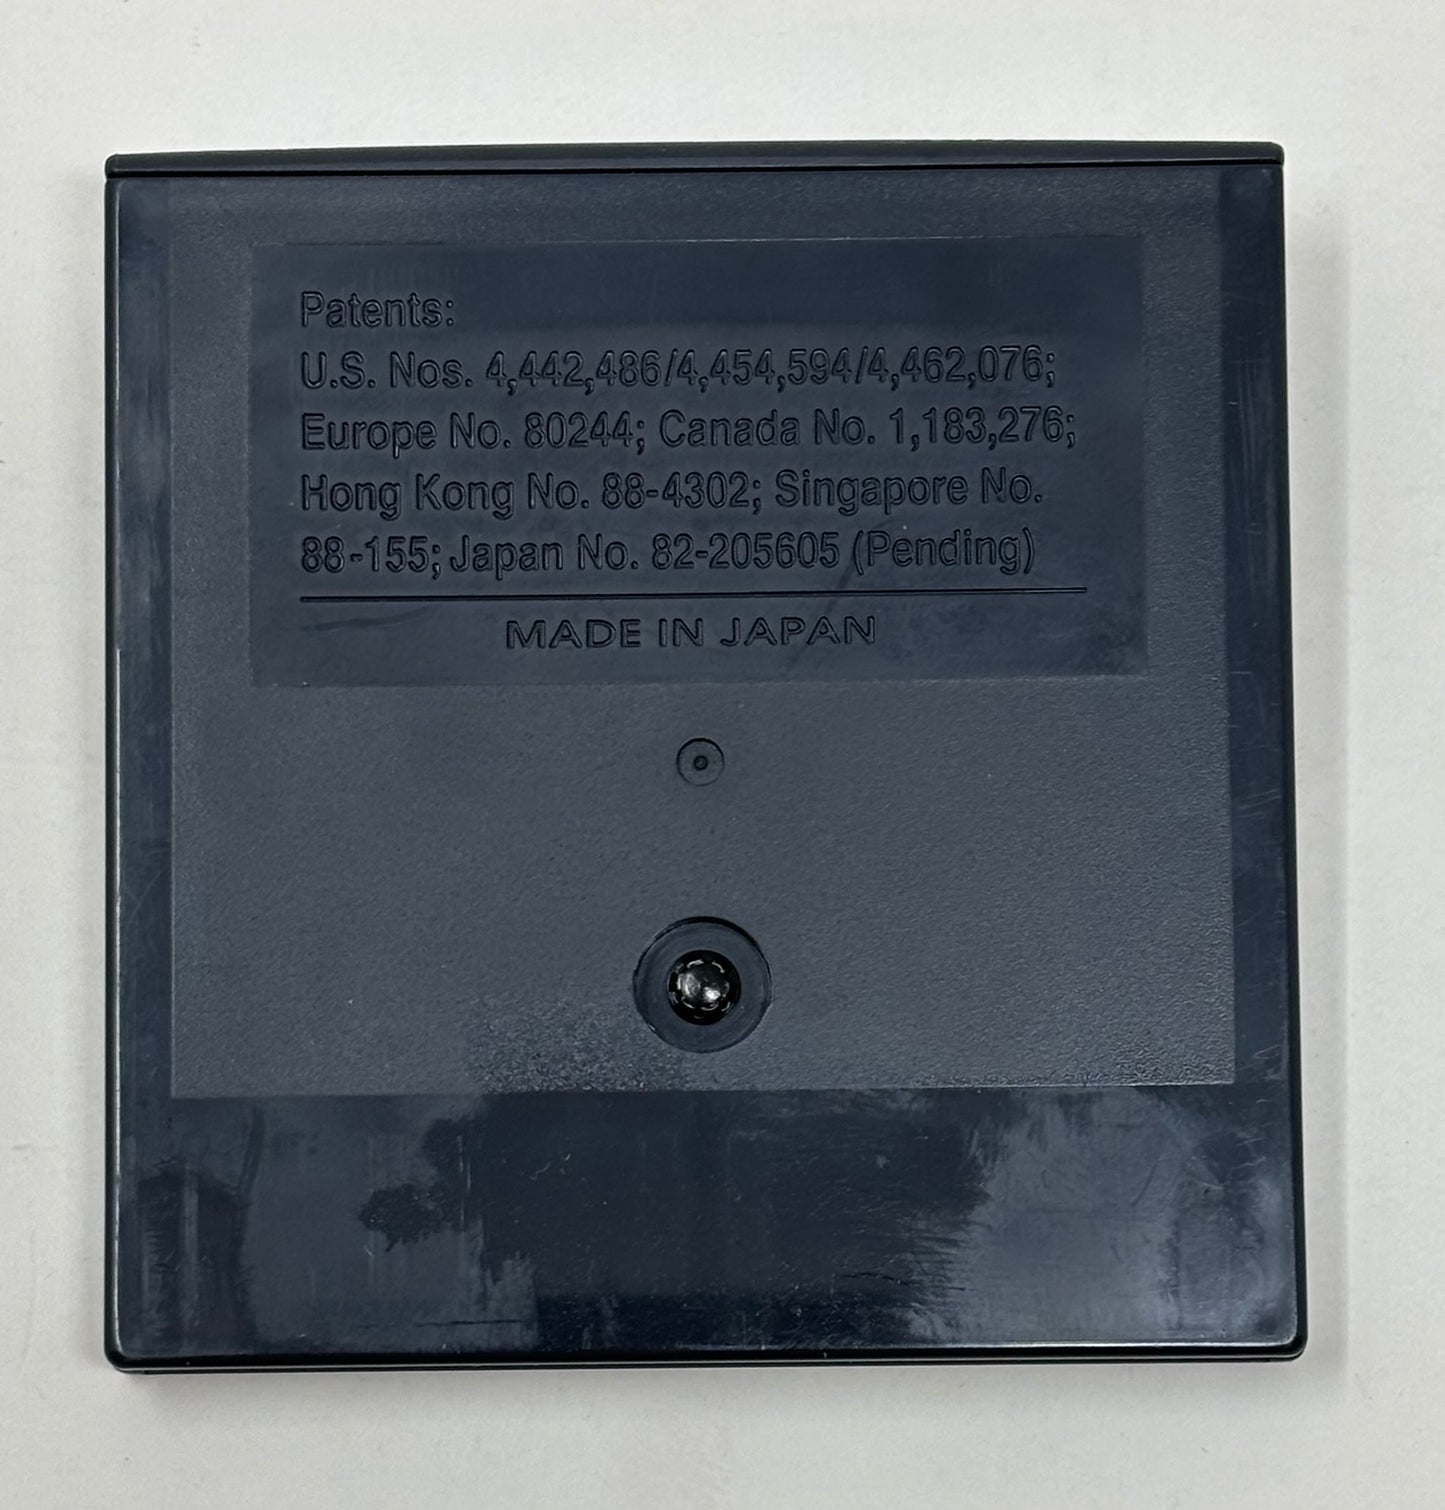 Patents:
U.S. Nos. 4,442,486/4,454,594/4,462,076;
Europe No. 80244; Canada No. 1,183,276;
Hong Kong No. 88-4302; Singapore No.
88-155; Japan No. 82-205605 (Pending)
MADE IN JAPAN